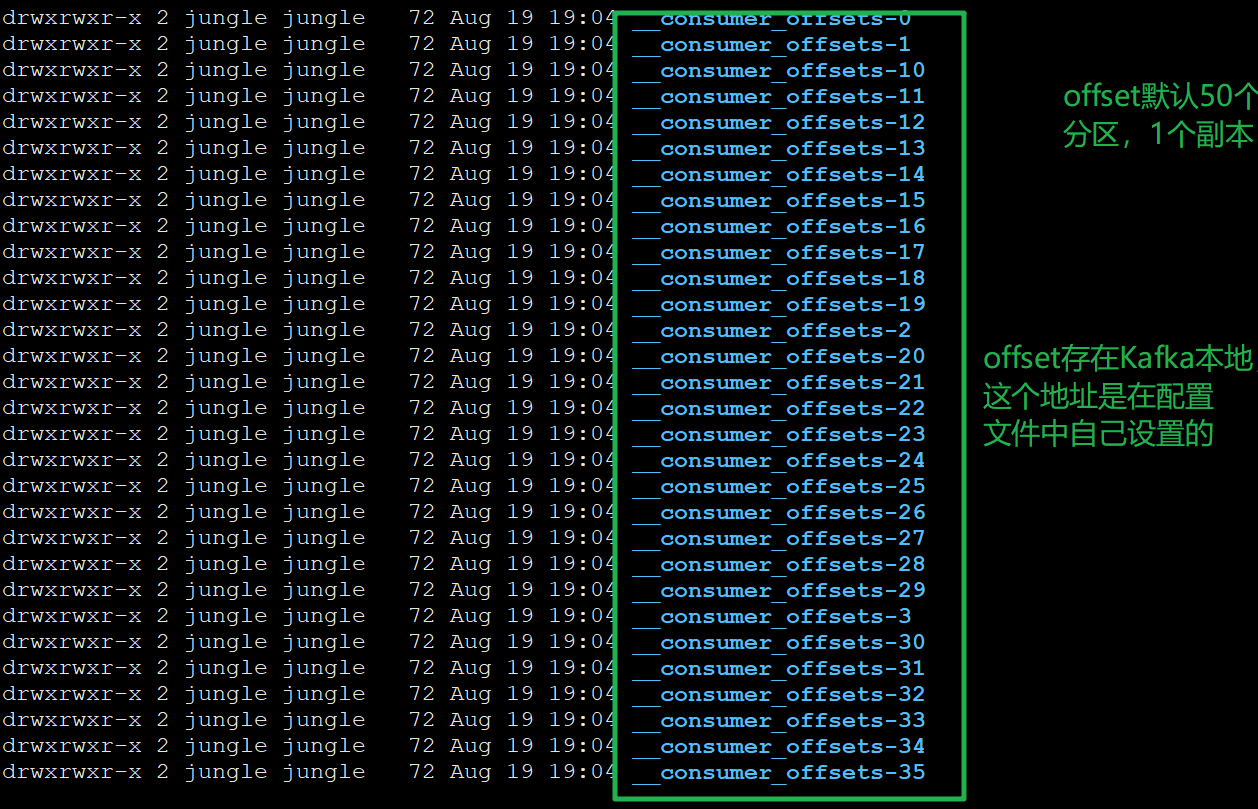 drwxrwxr-x 2 jungle jungle 72 Aug 19 19:04 __consumer_offsets-0
drwxrwxr-x 2 jungle jungle 72 Aug 19 19:04 __consumer_offsets-1
drwxrwxr-x 2 jungle jungle 72 Aug 19 19:04 __consumer_offsets-10
drwxrwxr-x 2 jungle jungle 72 Aug 19 19:04 __consumer_offsets-11
drwxrwxr-x 2 jungle jungle 72 Aug 19 19:04 __consumer_offsets-12
drwxrwxr-x 2 jungle jungle 72 Aug 19 19:04 __consumer_offsets-13
drwxrwxr-x 2 jungle jungle 72 Aug 19 19:04 __consumer_offsets-14
drwxrwxr-x 2 jungle jungle 72 Aug 19 19:04 __consumer_offsets-15
drwxrwxr-x 2 jungle jungle 72 Aug 19 19:04 __consumer_offsets-16
drwxrwxr-x 2 jungle jungle 72 Aug 19 19:04 __consumer_offsets-17
drwxrwxr-x 2 jungle jungle 72 Aug 19 19:04 __consumer_offsets-18
drwxrwxr-x 2 jungle jungle 72 Aug 19 19:04 __consumer_offsets-19
drwxrwxr-x 2 jungle jungle 72 Aug 19 19:04 __consumer_offsets-2
drwxrwxr-x 2 jungle jungle 72 Aug 19 19:04 __consumer_offsets-20
drwxrwxr-x 2 jungle jungle 72 Aug 19 19:04 __consumer_offsets-21
drwxrwxr-x 2 jungle jungle 72 Aug 19 19:04 __consumer_offsets-22
drwxrwxr-x 2 jungle jungle 72 Aug 19 19:04 __consumer_offsets-23
drwxrwxr-x 2 jungle jungle 72 Aug 19 19:04 __consumer_offsets-24
drwxrwxr-x 2 jungle jungle 72 Aug 19 19:04 __consumer_offsets-25
drwxrwxr-x 2 jungle jungle 72 Aug 19 19:04 __consumer_offsets-26
drwxrwxr-x 2 jungle jungle 72 Aug 19 19:04 __consumer_offsets-27
drwxrwxr-x 2 jungle jungle 72 Aug 19 19:04 __consumer_offsets-28
drwxrwxr-x 2 jungle jungle 72 Aug 19 19:04 __consumer_offsets-29
drwxrwxr-x 2 jungle jungle 72 Aug 19 19:04 __consumer_offsets-3
drwxrwxr-x 2 jungle jungle 72 Aug 19 19:04 __consumer_offsets-30
drwxrwxr-x 2 jungle jungle 72 Aug 19 19:04 __consumer_offsets-31
drwxrwxr-x 2 jungle jungle 72 Aug 19 19:04 __consumer_offsets-32
drwxrwxr-x 2 jungle jungle 72 Aug 19 19:04 __consumer_offsets-33
drwxrwxr-x 2 jungle jungle 72 Aug 19 19:04 __consumer_offsets-34
drwxrwxr-x 2 jungle jungle 72 Aug 19 19:04 __consumer_offsets-35
offset默认50个
分区，1个副本
offset存在Kafka本地
这个地址是在配置
文件中自己设置的